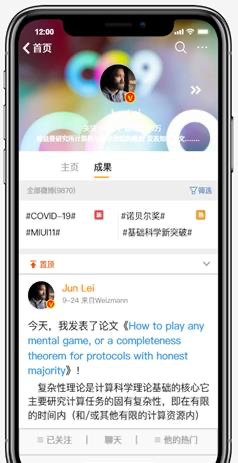 12:00
首页
主页 成果
全部微博(9870) 筛选
#COVID-19# 新 #诺贝尔奖# 热
#MIUI11# #基础科学新突破#
置顶
Jun Lei
9-24 来自Weizmann
今天，我发表了论文《How to play any
mental game, or a completeness
theorem for protocols with honest
majority》！
复杂性理论是计算科学理论基础的核心它
主要研究计算任务的固有复杂性，即在有限
的时间内（和/或其他有限的计算资源内）
已关注 聊天 他的热门